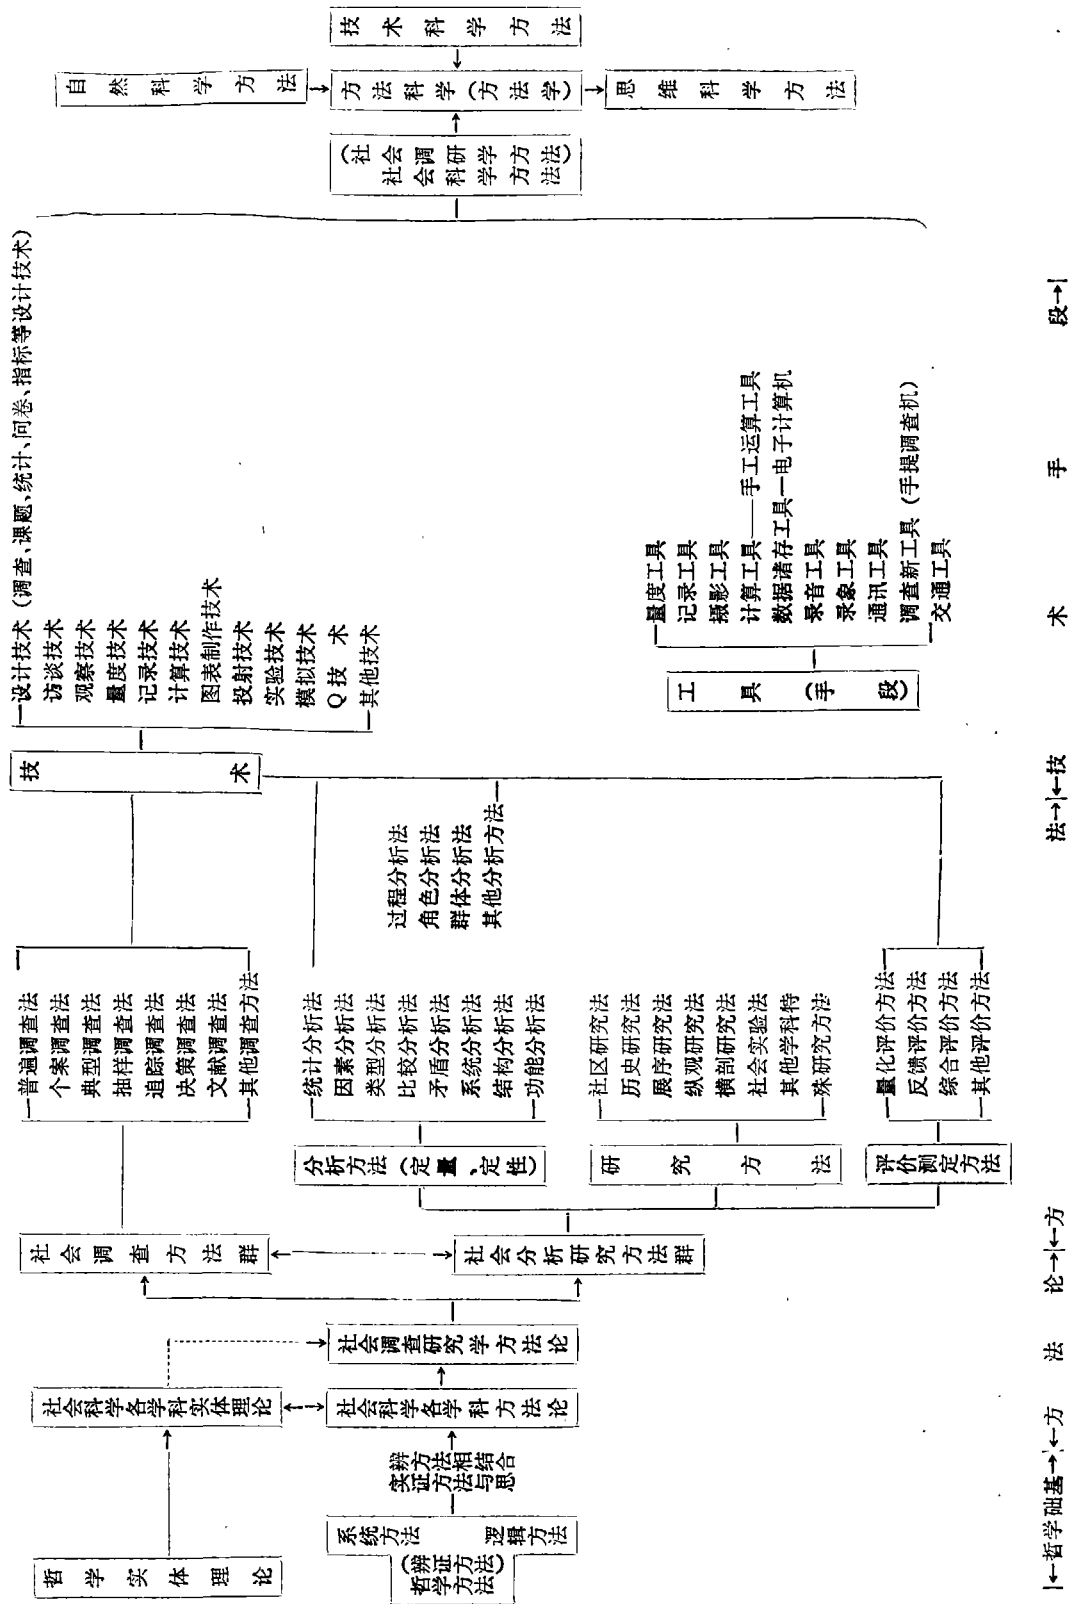 哲学实体理论
哲学方法
(辨证方法)
系统方法
逻辑方法
实证方法与思
辨方法相结合
社会科学各学科实体理论
社会科学各学科方法论
社会调查研究学方法论
社会调查方法群
社会分析研究方法群
普遍调查法
个案调查法
典型调查法
抽样调查法
追踪调查法
决策调查法
文献调查法
其他调查方法
分析方法(定量、定性)
统计分析法
因素分析法
类型分析法
比较分析法
矛盾分析法
系统分析法
结构分析法
功能分析法
过程分析法
角色分析法
群体分析法
其他分析方法
研究方法
社区研究法
历史研究法
展序研究法
纵观研究法
横剖研究法
社会实验法
其他学科特
殊研究方法
评价测定方法
量化评价方法
反馈评价方法
综合评价方法
其他评价方法
技术
设计技术(调查、课题、统计、问卷、指标等设计技术)
访谈技术
观察技术
量度技术
记录技术
计算技术
图表制作技术
投射技术
实验技术
模拟技术
Q技术
其他技术
工具(手段)
量度工具
记录工具
摄影工具
计算工具——手工运算工具
数据诸存工具—电子计算机
录音工具
录象工具
通讯工具
调查新工具(手提调查机)
交通工具
社会科学方法
(社会调研学方法)
自然科学方法
方法科学(方法学)
技术科学方法
思维科学方法
|←哲学础基→|←方法论→|←方法→|←技术手段→|